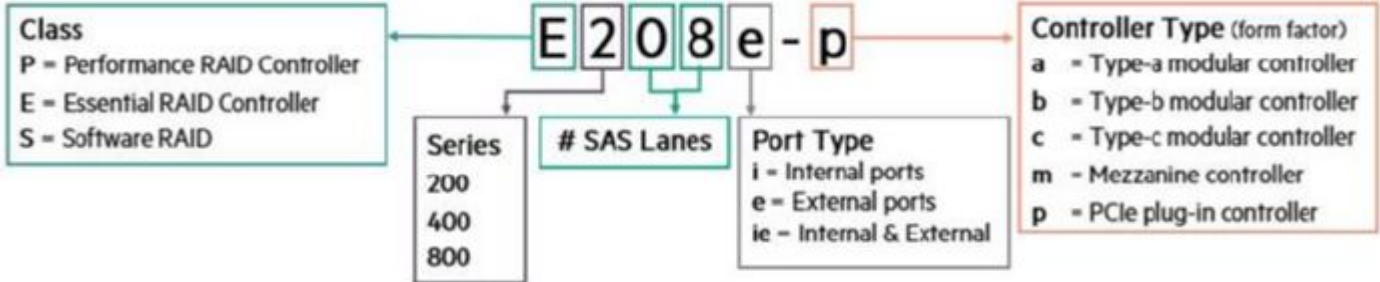 E208e-p
Class
P = Performance RAID Controller
E = Essential RAID Controller
S = Software RAID
Series
200
400
800
# SAS Lanes
Port Type
i = Internal ports
e = External ports
ie = Internal & External
Controller Type (form factor)
a = Type-a modular controller
b = Type-b modular controller
c = Type-c modular controller
m = Mezzanine controller
p = PCIe plug-in controller